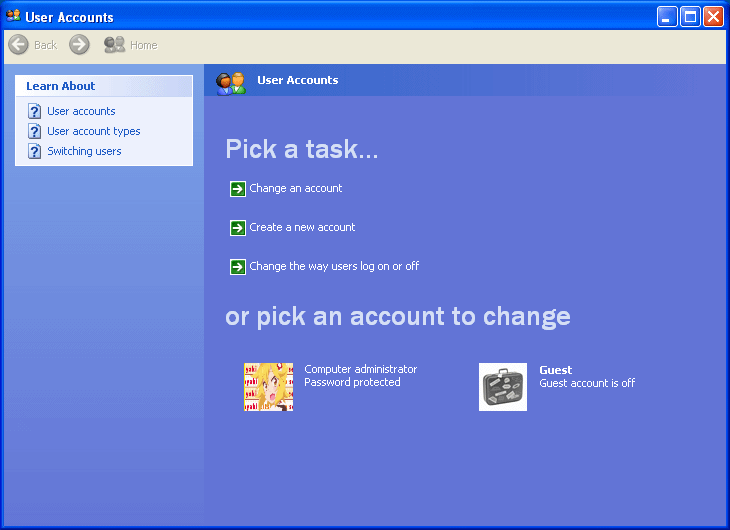 User Accounts
Back
Home
Learn About
User accounts
User account types
Switching users
User Accounts
Pick a task...
Change an account
Create a new account
Change the way users log on or off
or pick an account to change
Computer administrator
Password protected
Guest
Guest account is off